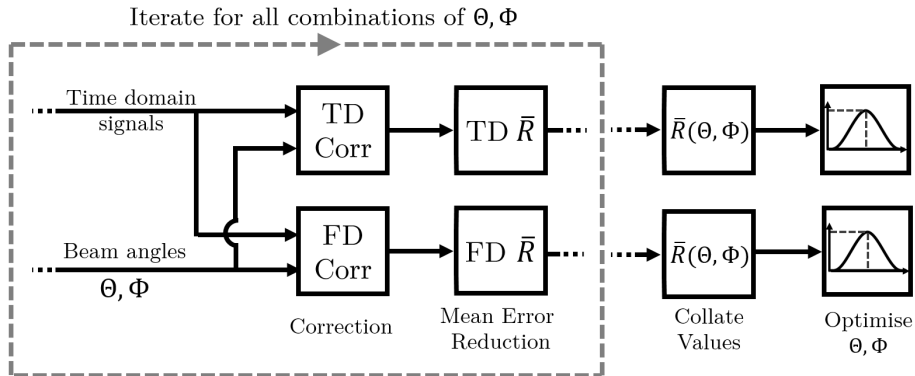 Iterate for all combinations of Θ, Φ
Time domain
signals
TD
Corr
TD R̄
R̄(Θ, Φ)
Beam angles
Θ, Φ
FD
Corr
FD R̄
R̄(Θ, Φ)
Correction
Mean Error
Reduction
Collate
Values
Optimise
Θ, Φ